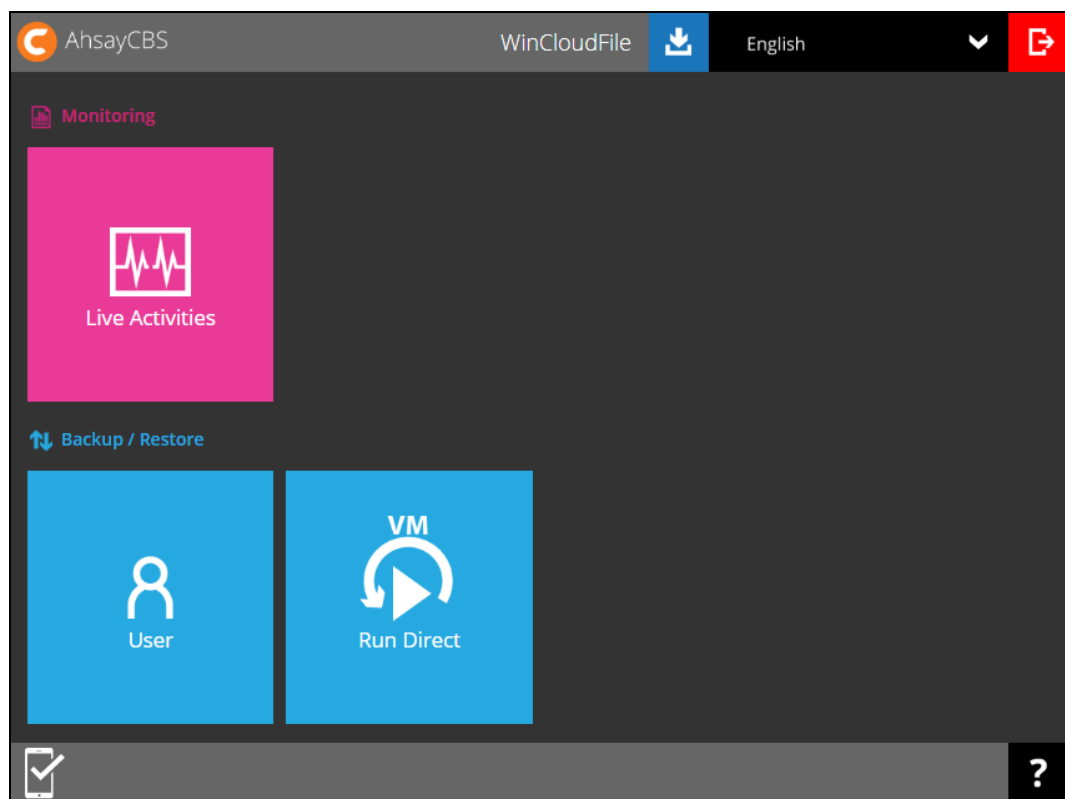 AhsayCBS WinCloudFile English
Monitoring
Live Activities
Backup / Restore
VM
User Run Direct
?